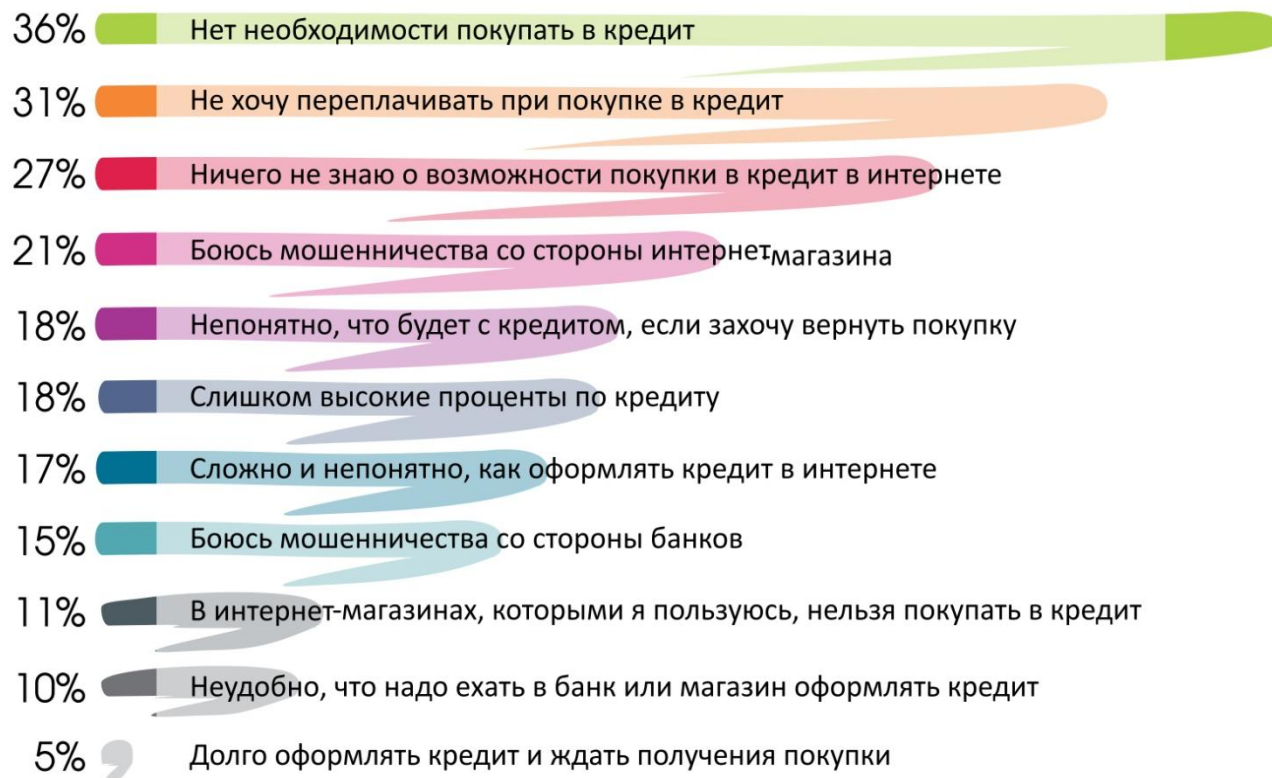 36% Нет необходимости покупать в кредит
31% Не хочу переплачивать при покупке в кредит
27% Ничего не знаю о возможности покупки в кредит в интернете
21% Боюсь мошенничества со стороны интернет-магазина
18% Непонятно, что будет с кредитом, если захочу вернуть покупку
18% Слишком высокие проценты по кредиту
17% Сложно и непонятно, как оформлять кредит в интернете
15% Боюсь мошенничества со стороны банков
11% В интернет-магазинах, которыми я пользуюсь, нельзя покупать в кредит
10% Неудобно, что надо ехать в банк или магазин оформлять кредит
5% Долго оформлять кредит и ждать получения покупки